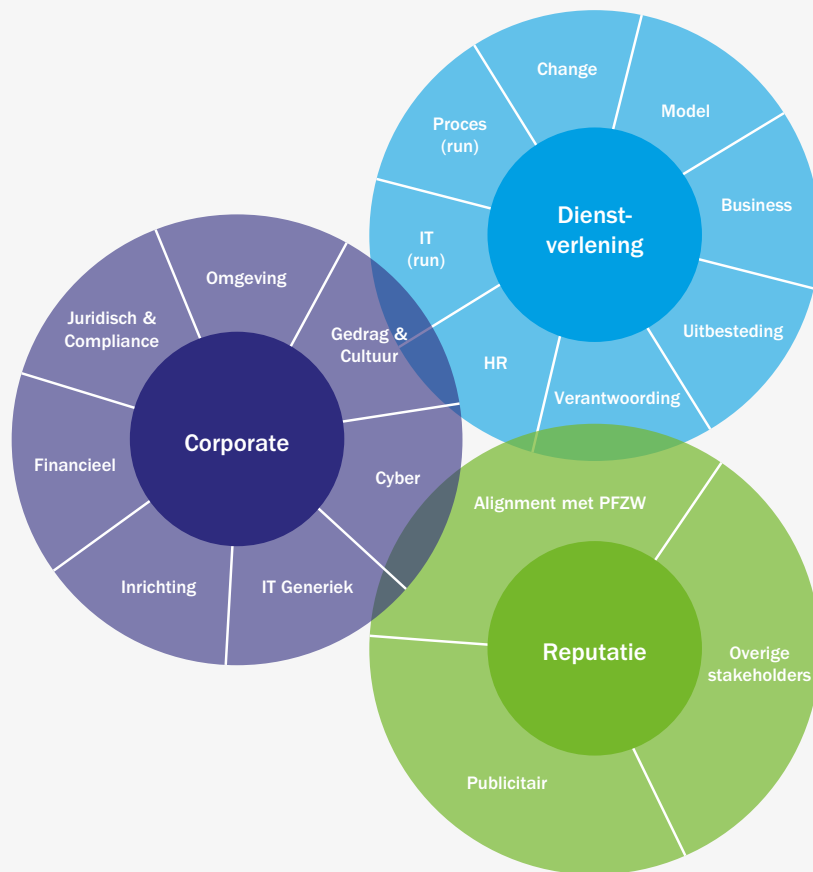 Change
Model
Proces
(run)
Dienst-
verlening
Business
IT
(run)
Uitbesteding
HR
Verantwoording
Omgeving
Juridisch &
Compliance
Gedrag &
Cultuur
Corporate
Financieel
Cyber
Inrichting
IT Generiek
Alignment met PFZW
Reputatie
Overige
stakeholders
Publicitair